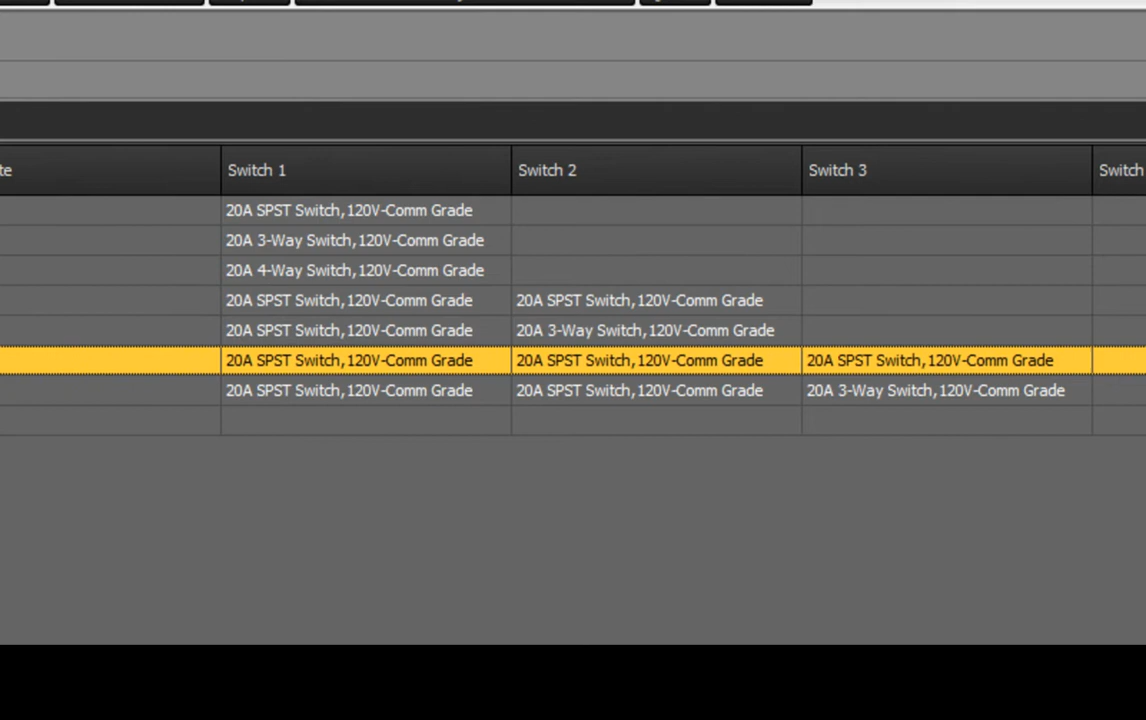 te Switch 1 Switch 2 Switch 3 Switch
20A SPST Switch,120V-Comm Grade
20A 3-Way Switch,120V-Comm Grade
20A 4-Way Switch,120V-Comm Grade
20A SPST Switch,120V-Comm Grade 20A SPST Switch,120V-Comm Grade
20A SPST Switch,120V-Comm Grade 20A 3-Way Switch,120V-Comm Grade
20A SPST Switch,120V-Comm Grade 20A SPST Switch,120V-Comm Grade 20A SPST Switch,120V-Comm Grade
20A SPST Switch,120V-Comm Grade 20A SPST Switch,120V-Comm Grade 20A 3-Way Switch,120V-Comm Grade